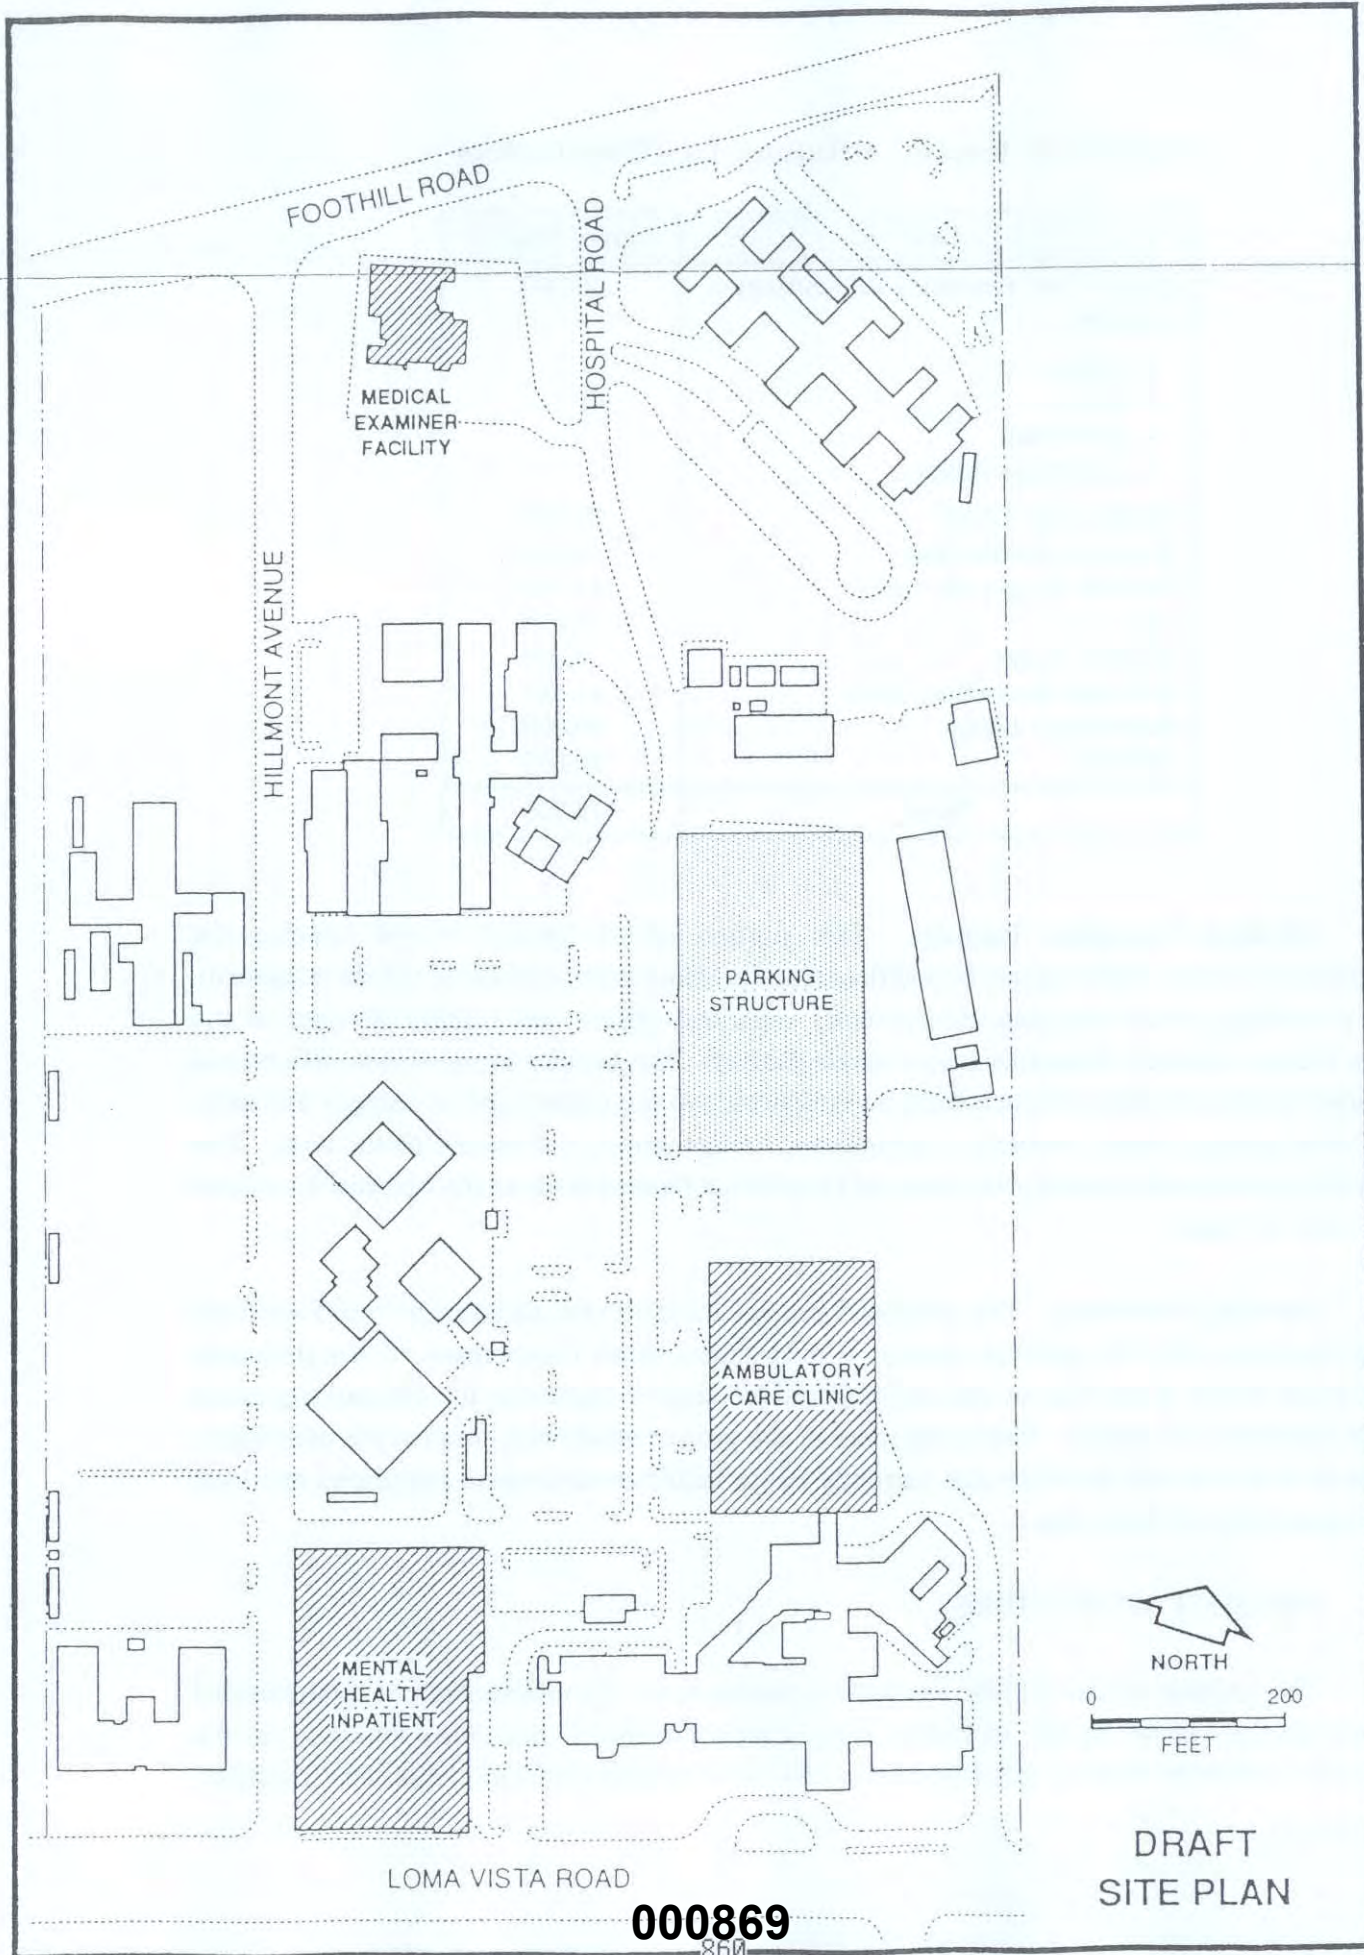 FOOTHILL ROAD
HOSPITAL ROAD
MEDICAL
EXAMINER
FACILITY
HILLMONT AVENUE
PARKING
STRUCTURE
AMBULATORY
CARE CLINIC
MENTAL
HEALTH
INPATIENT
NORTH
0 200
FEET
LOMA VISTA ROAD
DRAFT
SITE PLAN
000869
860